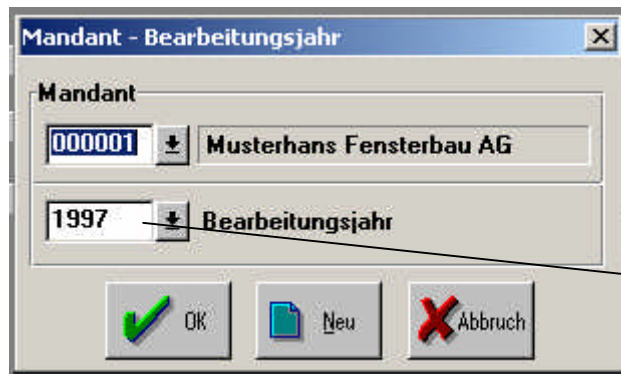 Mandant - Bearbeitungsjahr
Mandant
000001 Musterhans Fensterbau AG
1997 Bearbeitungsjahr
OK Neu Abbruch